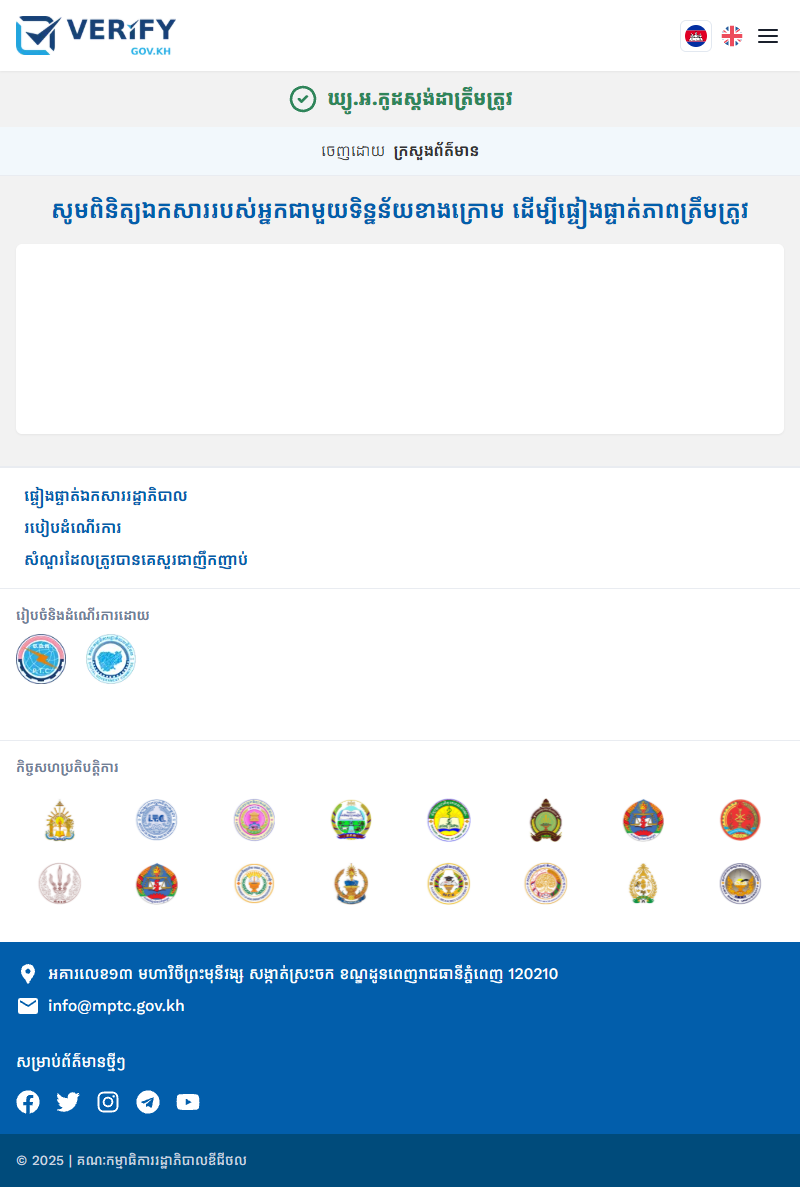 VERIFY
GOV.KH
ឃ្យូ.អ.កូដស្តង់ដាត្រឹមត្រូវ
ចេញដោយ ក្រសួងព័ត៌មាន
សូមពិនិត្យឯកសាររបស់អ្នកជាមួយទិន្នន័យខាងក្រោម ដើម្បីផ្ទៀងផ្ទាត់ភាពត្រឹមត្រូវ
ផ្ទៀងផ្ទាត់ឯកសាររដ្ឋាភិបាល
របៀបដំណើរការ
សំណួរដែលត្រូវបានគេសួរជាញឹកញាប់
រៀបចំនិងដំណើរការដោយ
កិច្ចសហប្រតិបត្តិការ
អគារលេខ១៣ មហាវិថីព្រះមុនីវង្ស សង្កាត់ស្រះចក ខណ្ឌដូនពេញរាជធានីភ្នំពេញ 120210
info@mptc.gov.kh
សម្រាប់ព័ត៌មានថ្មីៗ
© 2025 | គណៈកម្មាធិការរដ្ឋាភិបាលឌីជីថល